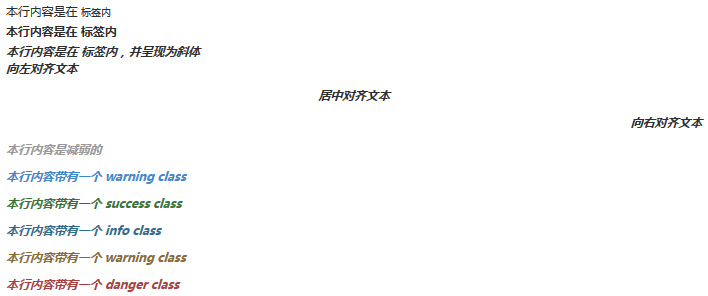 本行内容是在 标签内
本行内容是在 标签内
本行内容是在 标签内，并呈现为斜体
向左对齐文本
居中对齐文本
向右对齐文本
本行内容是减弱的
本行内容带有一个 warning class
本行内容带有一个 success class
本行内容带有一个 info class
本行内容带有一个 warning class
本行内容带有一个 danger class